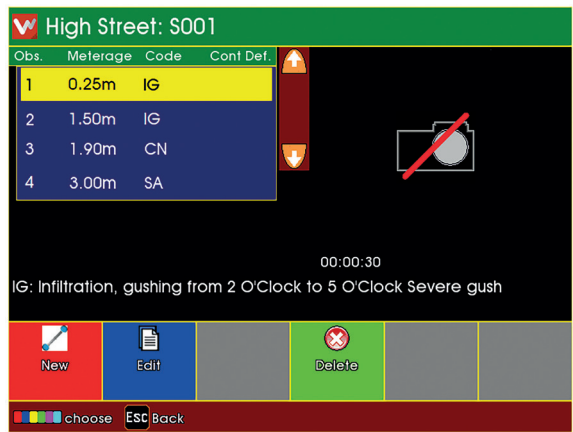 High Street: S001
Obs. Meterage Code Cont Def.
1 0.25m IG
2 1.50m IG
3 1.90m CN
4 3.00m SA
00:00:30
IG: Infiltration, gushing from 2 O'Clock to 5 O'Clock Severe gush
New Edit Delete
choose Esc Back